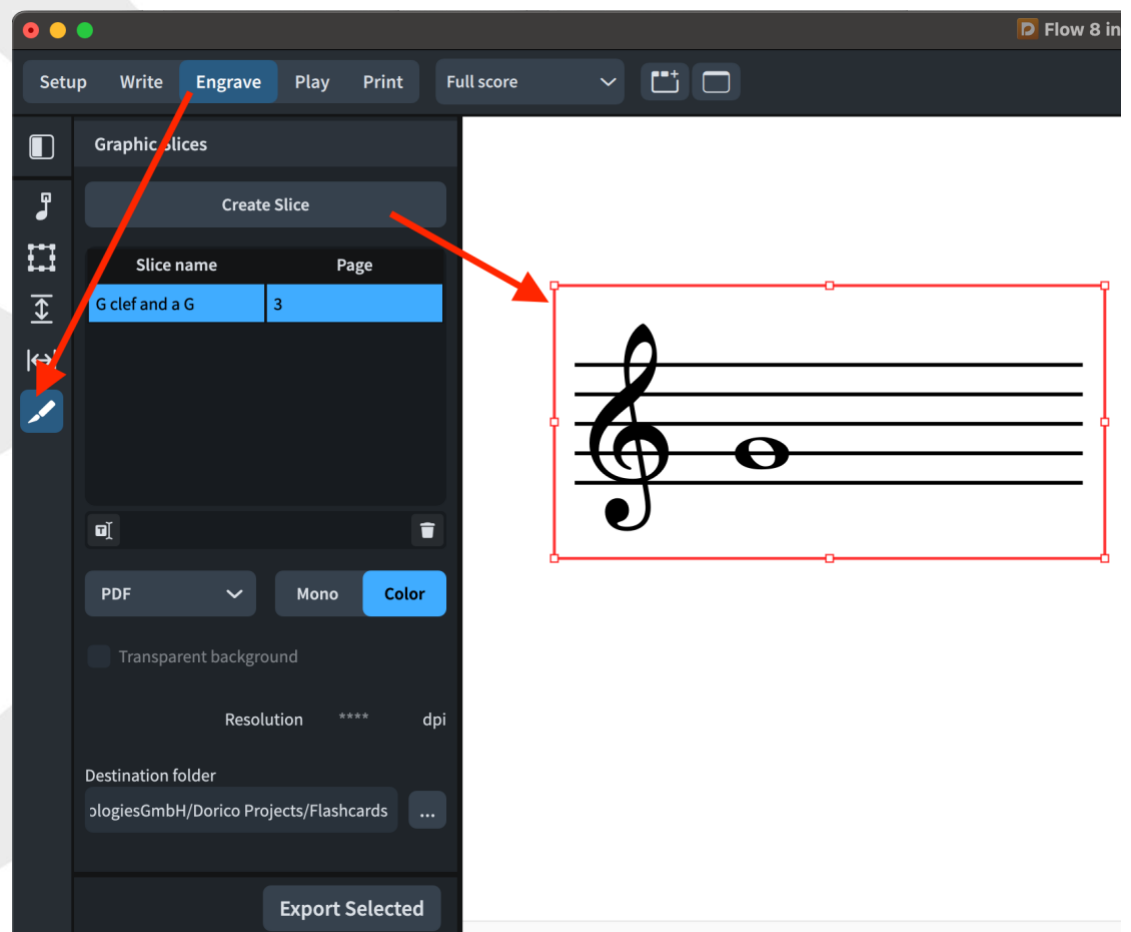 Flow 8 in
Setup Write Engrave Play Print Full score
Graphic Slices
Create Slice
Slice name Page
G clef and a G 3
PDF Mono Color
Transparent background
Resolution **** dpi
Destination folder
ologiesGmbH/Dorico Projects/Flashcards ...
Export Selected